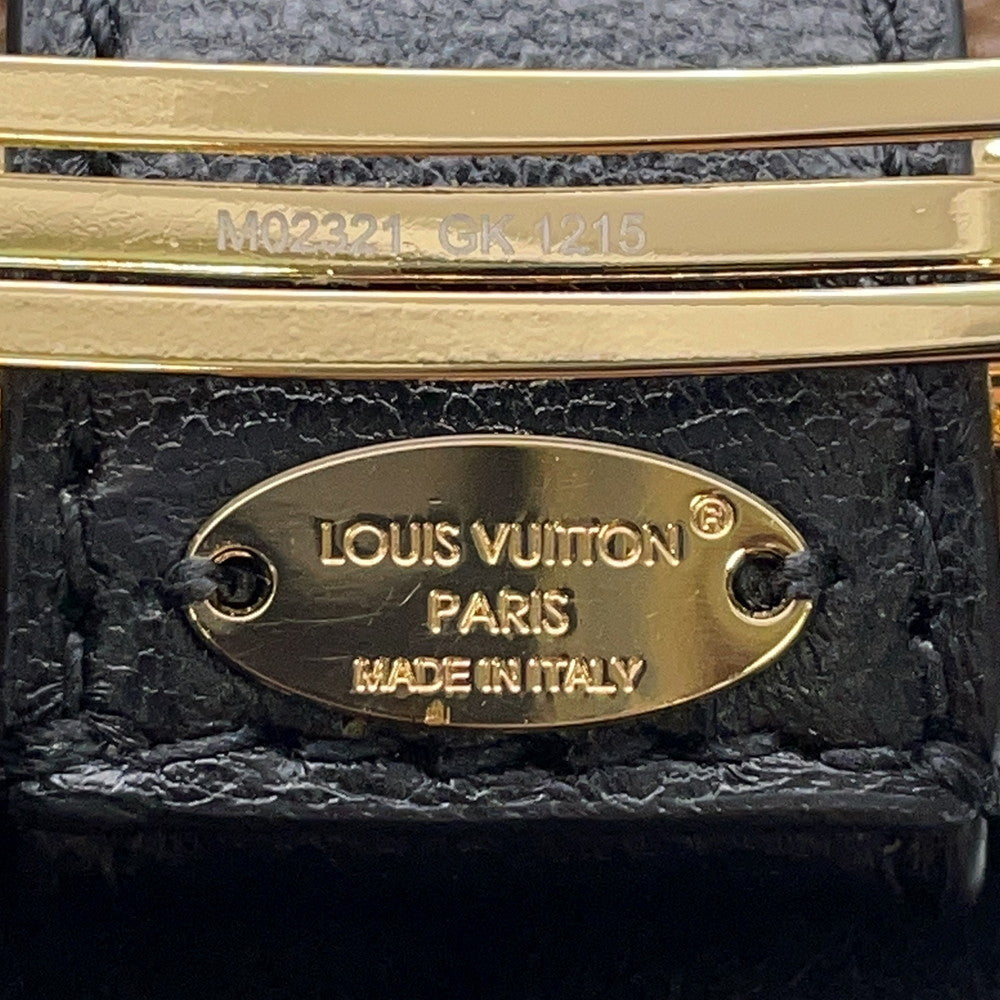 M02321 GK 1215
LOUIS VUITTON®
PARIS
MADE IN ITALY